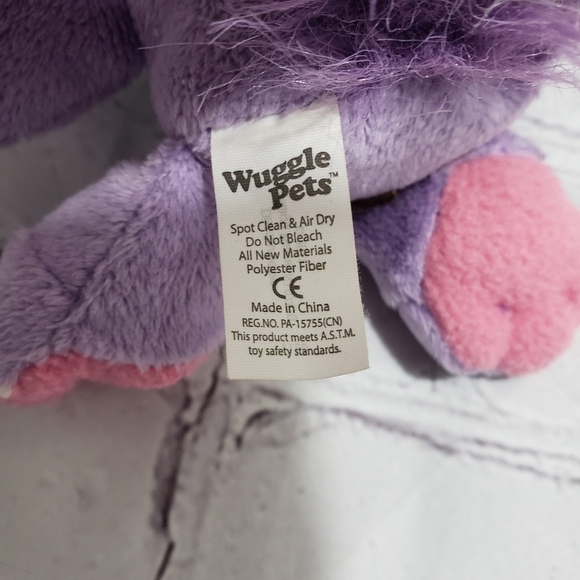 Wuggle
Pets™
Spot Clean & Air Dry
Do Not Bleach
All New Materials
Polyester Fiber
CE
Made in China
REG.NO. PA-15755(CN)
This product meets A.S.T.M.
toy safety standards.